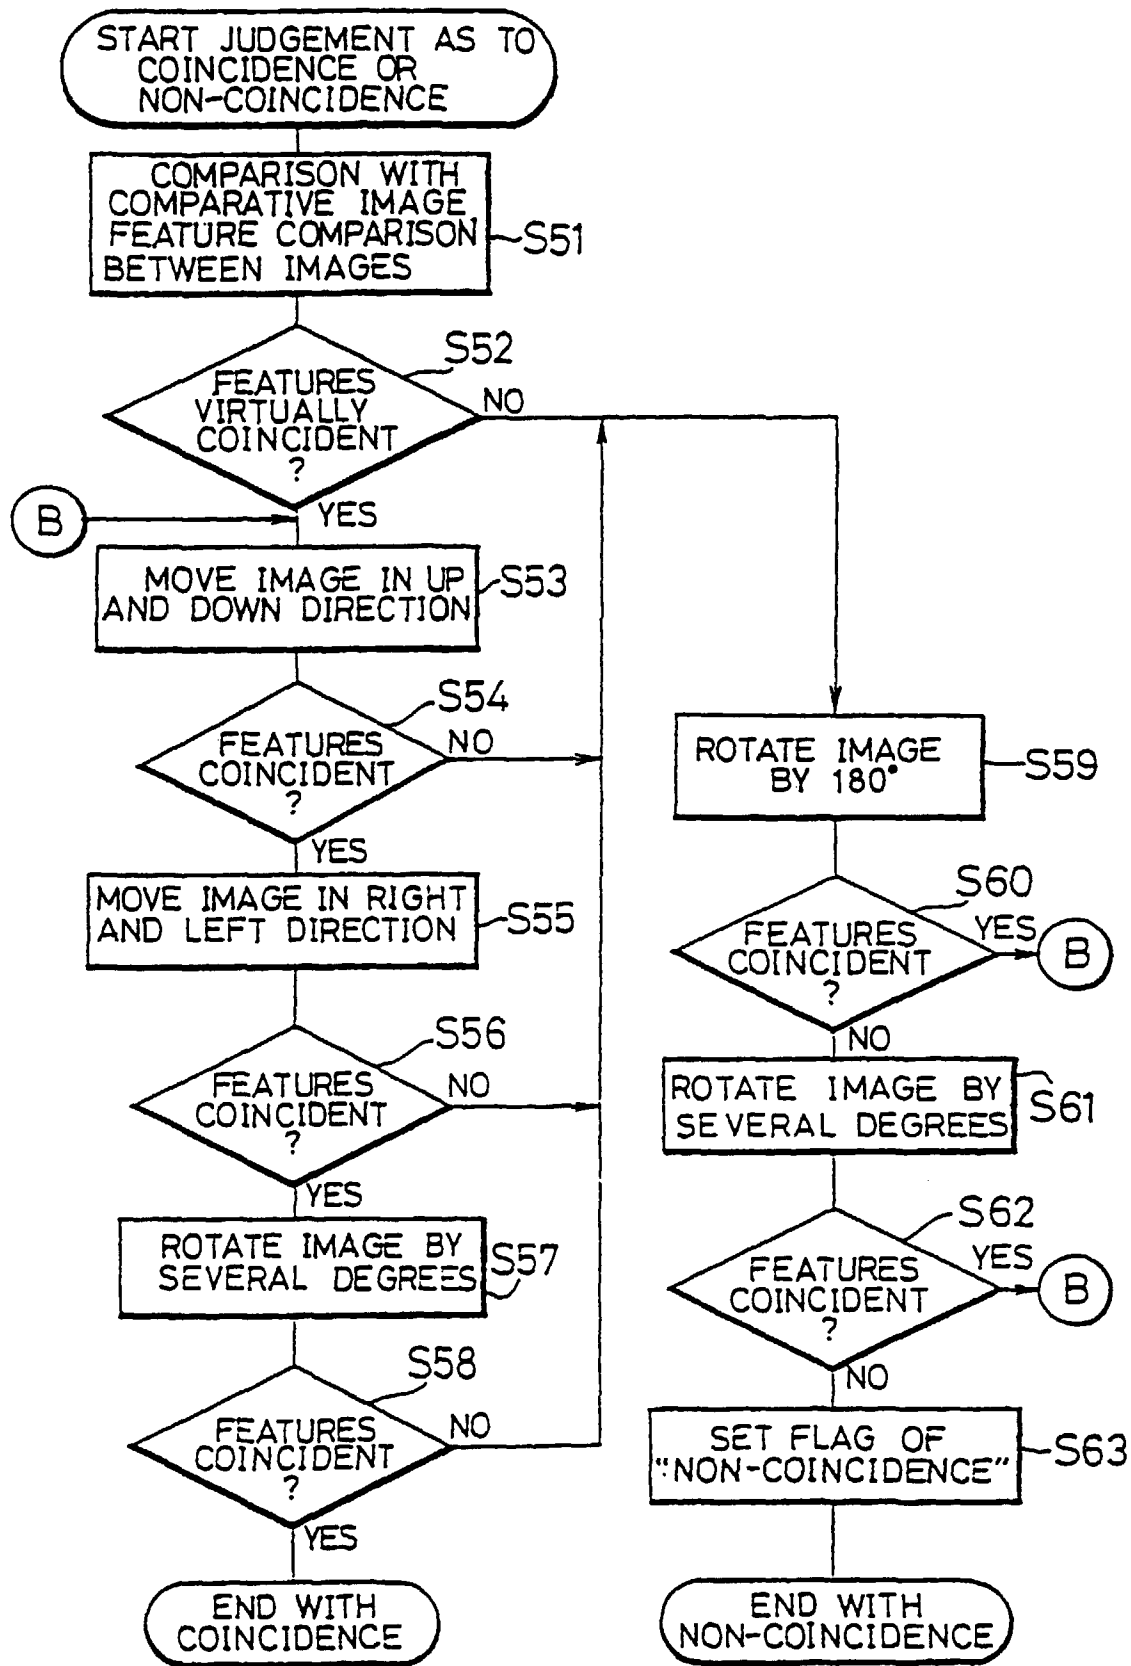 START JUDGEMENT AS TO
COINCIDENCE OR
NON-COINCIDENCE
COMPARISON WITH
COMPARATIVE IMAGE,
FEATURE COMPARISON
BETWEEN IMAGES
S51
S52
FEATURES
VIRTUALLY
COINCIDENT
?
NO
YES
B
MOVE IMAGE IN UP
AND DOWN DIRECTION
S53
S54
FEATURES
COINCIDENT
?
NO
YES
MOVE IMAGE IN RIGHT
AND LEFT DIRECTION
S55
S56
FEATURES
COINCIDENT
?
NO
YES
ROTATE IMAGE BY
SEVERAL DEGREES
S57
S58
FEATURES
COINCIDENT
?
NO
YES
END WITH
COINCIDENCE
ROTATE IMAGE
BY 180°
S59
S60
FEATURES
COINCIDENT
?
YES
B
NO
ROTATE IMAGE BY
SEVERAL DEGREES
S61
S62
FEATURES
COINCIDENT
?
YES
B
NO
SET FLAG OF
"NON-COINCIDENCE"
S63
END WITH
NON-COINCIDENCE